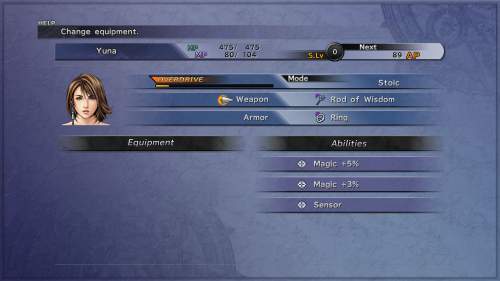 HELP
Change equipment.
Yuna
HP 475/ 475
MP 80/ 104
S.Lv 0
Next
89 AP
OVERDRIVE
Mode
Stoic
Weapon
Rod of Wisdom
Armor
Ring
Equipment
Abilities
Magic +5%
Magic +3%
Sensor